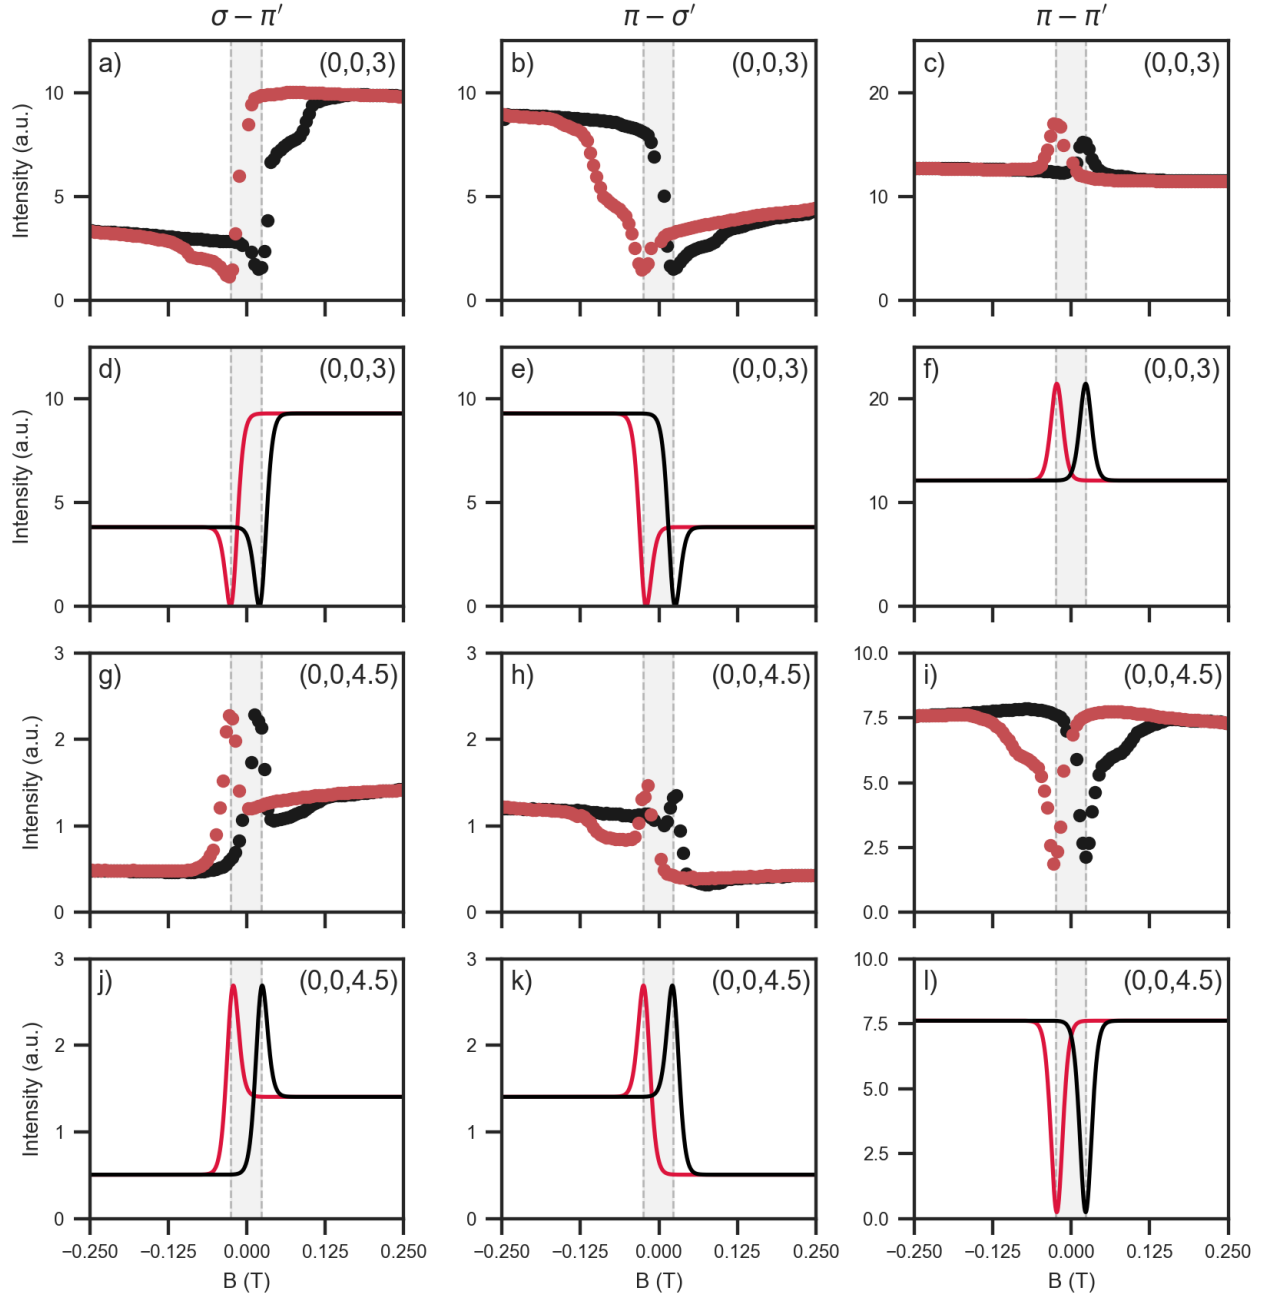 σ − π′ π − σ′ π − π′
a) (0,0,3) b) (0,0,3) c) (0,0,3)
Intensity (a.u.)
10 5 0
10 5 0
20 10 0
d) (0,0,3) e) (0,0,3) f) (0,0,3)
Intensity (a.u.)
10 5 0
10 5 0
20 10 0
g) (0,0,4.5) h) (0,0,4.5) i) (0,0,4.5)
Intensity (a.u.)
3 2 1 0
3 2 1 0
10.0 7.5 5.0 2.5 0.0
j) (0,0,4.5) k) (0,0,4.5) l) (0,0,4.5)
Intensity (a.u.)
3 2 1 0
3 2 1 0
10.0 7.5 5.0 2.5 0.0
−0.250 −0.125 0.000 0.125 0.250 −0.250 −0.125 0.000 0.125 0.250 −0.250 −0.125 0.000 0.125 0.250
B (T) B (T) B (T)